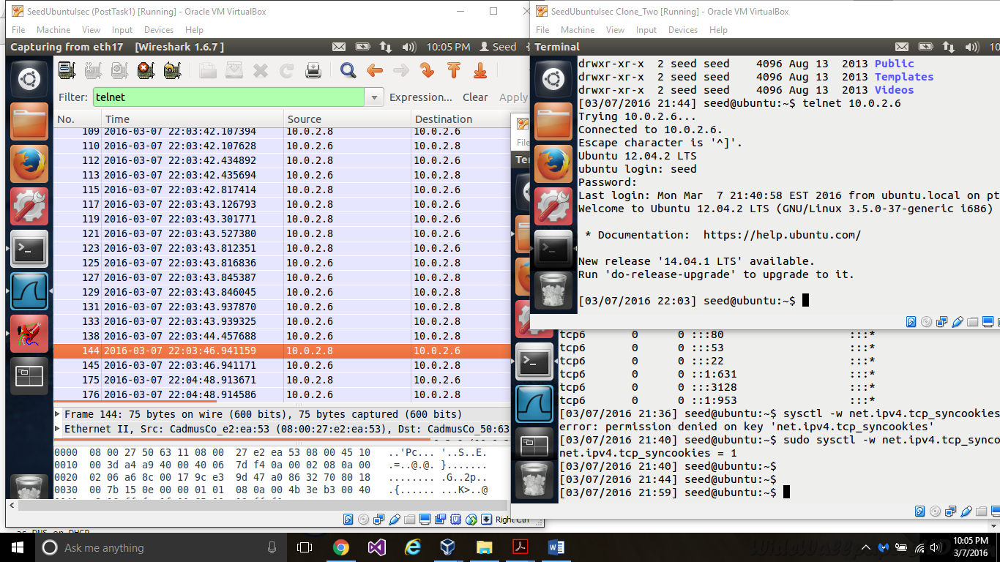 SeedUbuntulsec (PostTask1) [Running] - Oracle VM VirtualBox
File Machine View Input Devices Help
Capturing from eth17 [Wireshark 1.6.7 ]
10:05 PM Seed
Filter: telnet Expression... Clear Apply
No. Time Source Destination
109 2016-03-07 22:03:42.107394 10.0.2.8 10.0.2.6
110 2016-03-07 22:03:42.107628 10.0.2.6 10.0.2.8
112 2016-03-07 22:03:42.434892 10.0.2.6 10.0.2.8
113 2016-03-07 22:03:42.435694 10.0.2.8 10.0.2.6
115 2016-03-07 22:03:42.817414 10.0.2.8 10.0.2.6
117 2016-03-07 22:03:43.126793 10.0.2.8 10.0.2.6
119 2016-03-07 22:03:43.301771 10.0.2.8 10.0.2.6
121 2016-03-07 22:03:43.527380 10.0.2.8 10.0.2.6
123 2016-03-07 22:03:43.812351 10.0.2.8 10.0.2.6
125 2016-03-07 22:03:43.816836 10.0.2.6 10.0.2.8
127 2016-03-07 22:03:43.845387 10.0.2.6 10.0.2.8
129 2016-03-07 22:03:43.846045 10.0.2.6 10.0.2.8
131 2016-03-07 22:03:43.937870 10.0.2.6 10.0.2.8
133 2016-03-07 22:03:43.939325 10.0.2.6 10.0.2.8
138 2016-03-07 22:03:44.457688 10.0.2.6 10.0.2.8
144 2016-03-07 22:03:46.941159 10.0.2.8 10.0.2.6
145 2016-03-07 22:03:46.941171 10.0.2.6 10.0.2.8
175 2016-03-07 22:04:48.913671 10.0.2.8 10.0.2.6
176 2016-03-07 22:04:48.914586 10.0.2.6 10.0.2.8
Frame 144: 75 bytes on wire (600 bits), 75 bytes captured (600 bits)
Ethernet II, Src: CadmusCo_e2:ea:53 (08:00:27:e2:ea:53), Dst: CadmusCo_50:63
0000 08 00 27 50 63 11 08 00 27 e2 ea 53 08 00 45 10 ..'Pc... '..S..E.
0010 00 3d a4 a9 40 00 40 06 7d f4 0a 00 02 08 0a 00 .=..@.@. }.......
0020 02 06 a6 8c 00 17 9c e3 9d 47 a0 86 32 70 80 18 ........ .G..2p..
0030 00 7b 15 0e 00 00 01 01 08 0a 00 4b 3e b3 00 40 .{...... ...K>..@
Right Ctrl
SeedUbuntulsec Clone_Two [Running] - Oracle VM VirtualBox
File Machine View Input Devices Help
Terminal
10
drwxr-xr-x 2 seed seed 4096 Aug 13 2013 Public
drwxr-xr-x 2 seed seed 4096 Aug 13 2013 Templates
drwxr-xr-x 2 seed seed 4096 Aug 13 2013 Videos
[03/07/2016 21:44] seed@ubuntu:~$ telnet 10.0.2.6
Trying 10.0.2.6...
Connected to 10.0.2.6.
Escape character is '^]'.
Ubuntu 12.04.2 LTS
ubuntu login: seed
Password:
Last login: Mon Mar 7 21:40:58 EST 2016 from ubuntu.local on pt
Welcome to Ubuntu 12.04.2 LTS (GNU/Linux 3.5.0-37-generic i686)
* Documentation: https://help.ubuntu.com/
New release '14.04.1 LTS' available.
Run 'do-release-upgrade' to upgrade to it.
[03/07/2016 22:03] seed@ubuntu:~$
File
Te
tcp6 0 0 :::80 :::*
tcp6 0 0 :::53 :::*
tcp6 0 0 :::22 :::*
tcp6 0 0 ::1:631 :::*
tcp6 0 0 :::3128 :::*
tcp6 0 0 ::1:953 :::*
[03/07/2016 21:36] seed@ubuntu:~$ sysctl -w net.ipv4.tcp_syncookies
error: permission denied on key 'net.ipv4.tcp_syncookies'
[03/07/2016 21:40] seed@ubuntu:~$ sudo sysctl -w net.ipv4.tcp_synco
net.ipv4.tcp_syncookies = 1
[03/07/2016 21:40] seed@ubuntu:~$
[03/07/2016 21:44] seed@ubuntu:~$
[03/07/2016 21:59] seed@ubuntu:~$
Ask me anything
10:05 PM
3/7/2016